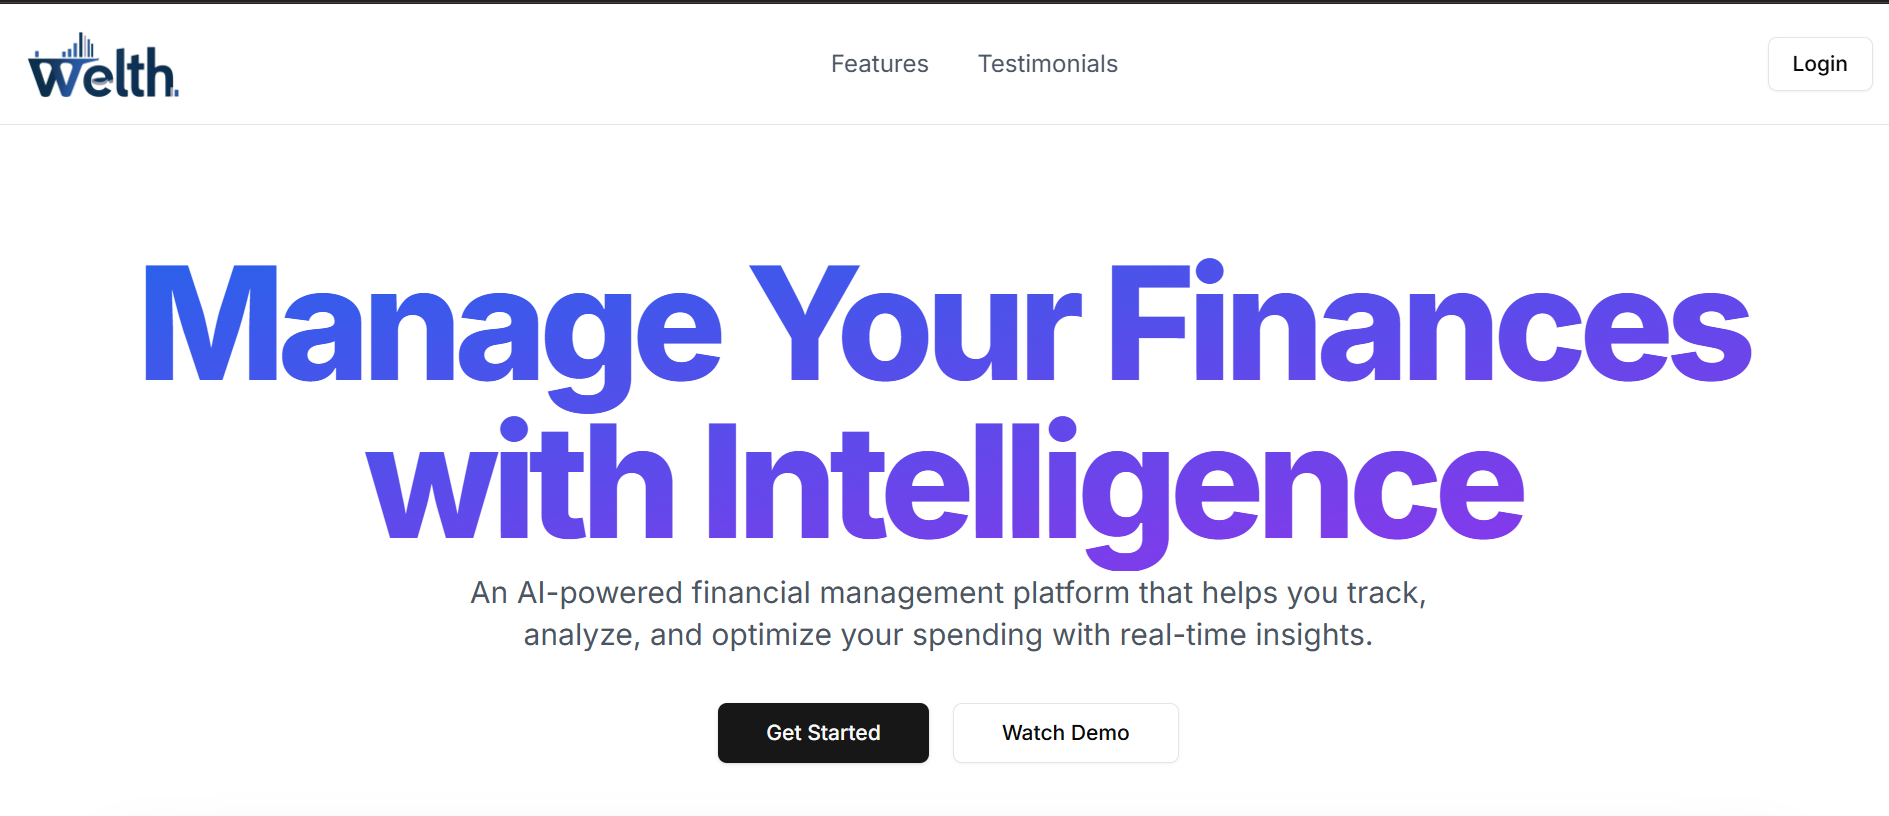 Welth.
Features
Testimonials
Login
Manage Your Finances
with Intelligence
An AI-powered financial management platform that helps you track,
analyze, and optimize your spending with real-time insights.
Get Started
Watch Demo